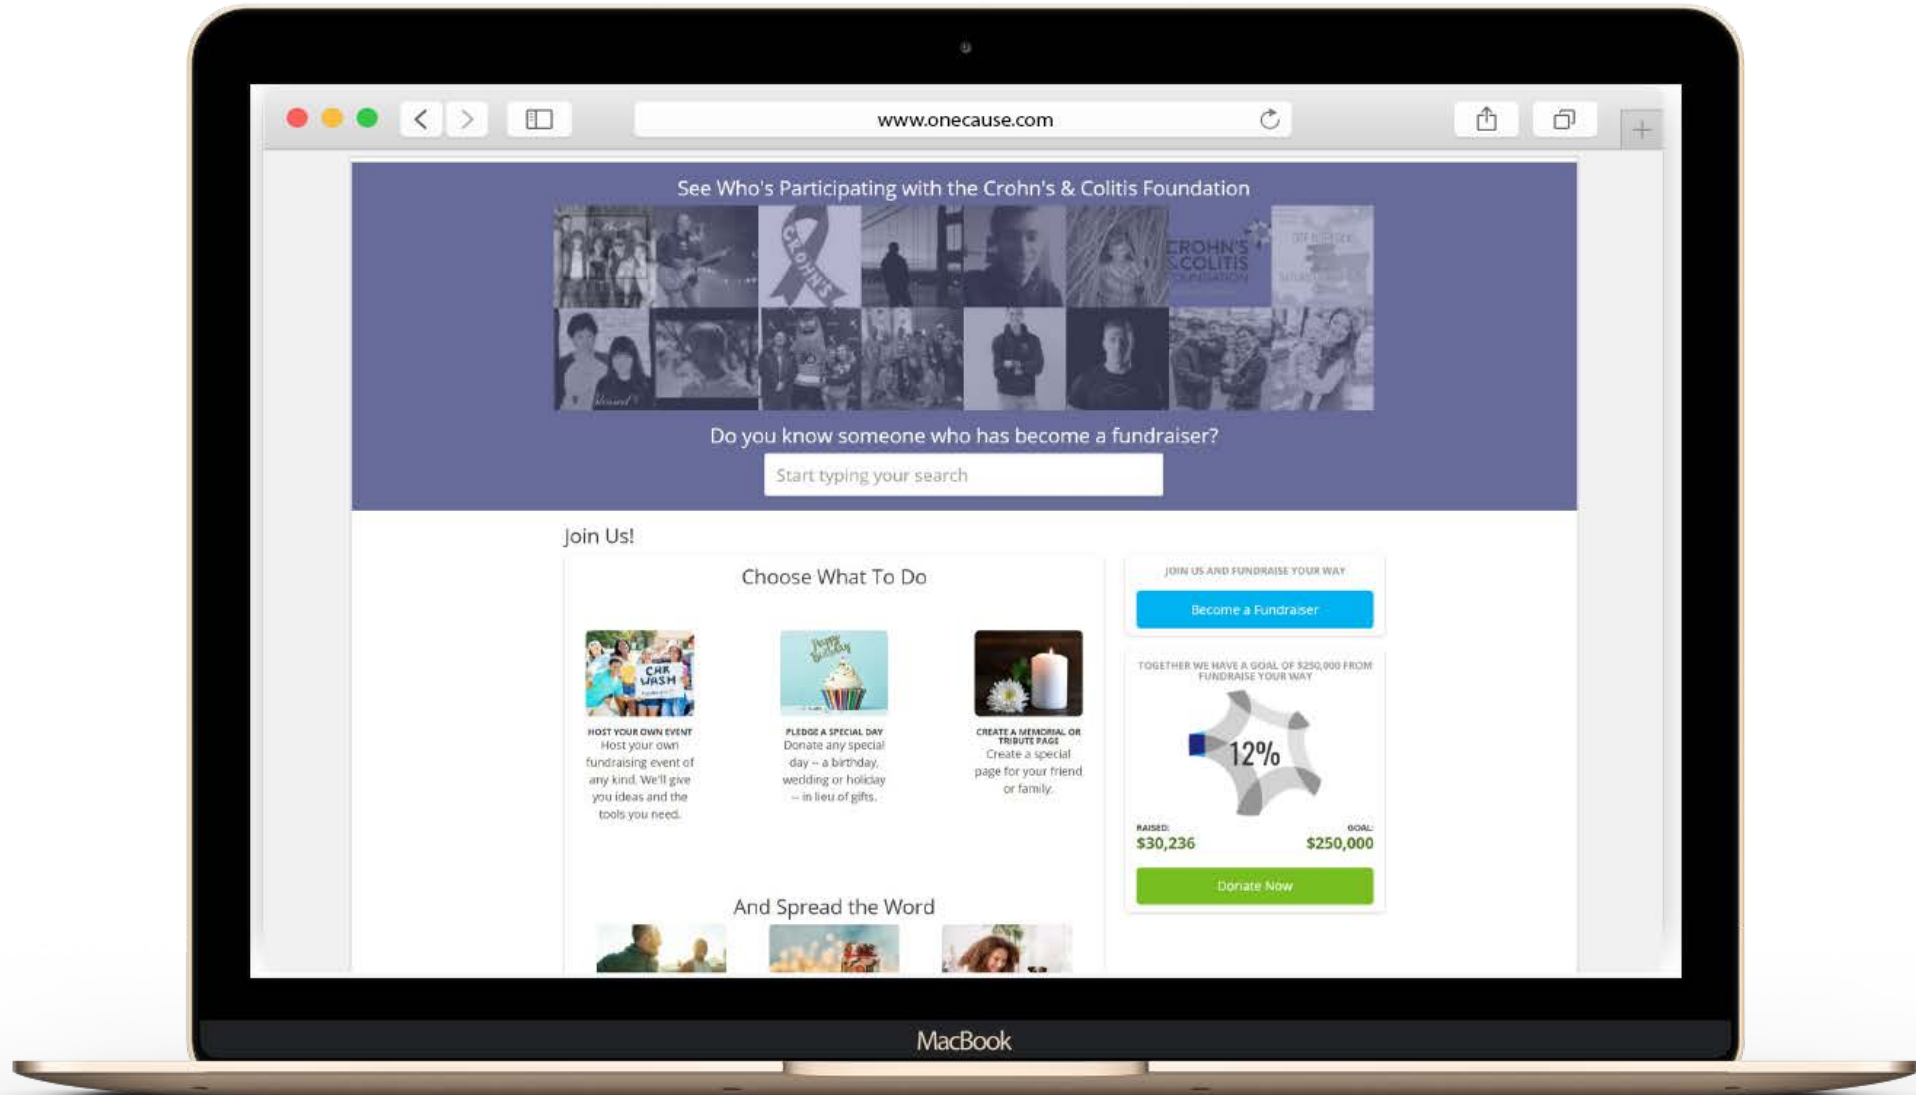 www.onecause.com
See Who's Participating with the Crohn's & Colitis Foundation
CROHN'S
CROHN'S
& COLITIS
FOUNDATION
Blessed
Do you know someone who has become a fundraiser?
Start typing your search
Join Us!
Choose What To Do
CAR
WASH
Happy
Birthday
HOST YOUR OWN EVENT
Host your own
fundraising event of
any kind. We'll give
you ideas and the
tools you need.
PLEDGE A SPECIAL DAY
Donate any special
day -- a birthday,
wedding or holiday
-- in lieu of gifts.
CREATE A MEMORIAL OR
TRIBUTE PAGE
Create a special
page for your friend
or family.
JOIN US AND FUNDRAISE YOUR WAY
Become a Fundraiser
TOGETHER WE HAVE A GOAL OF $250,000 FROM
FUNDRAISE YOUR WAY
12%
RAISED: GOAL:
$30,236 $250,000
Donate Now
And Spread the Word
MacBook